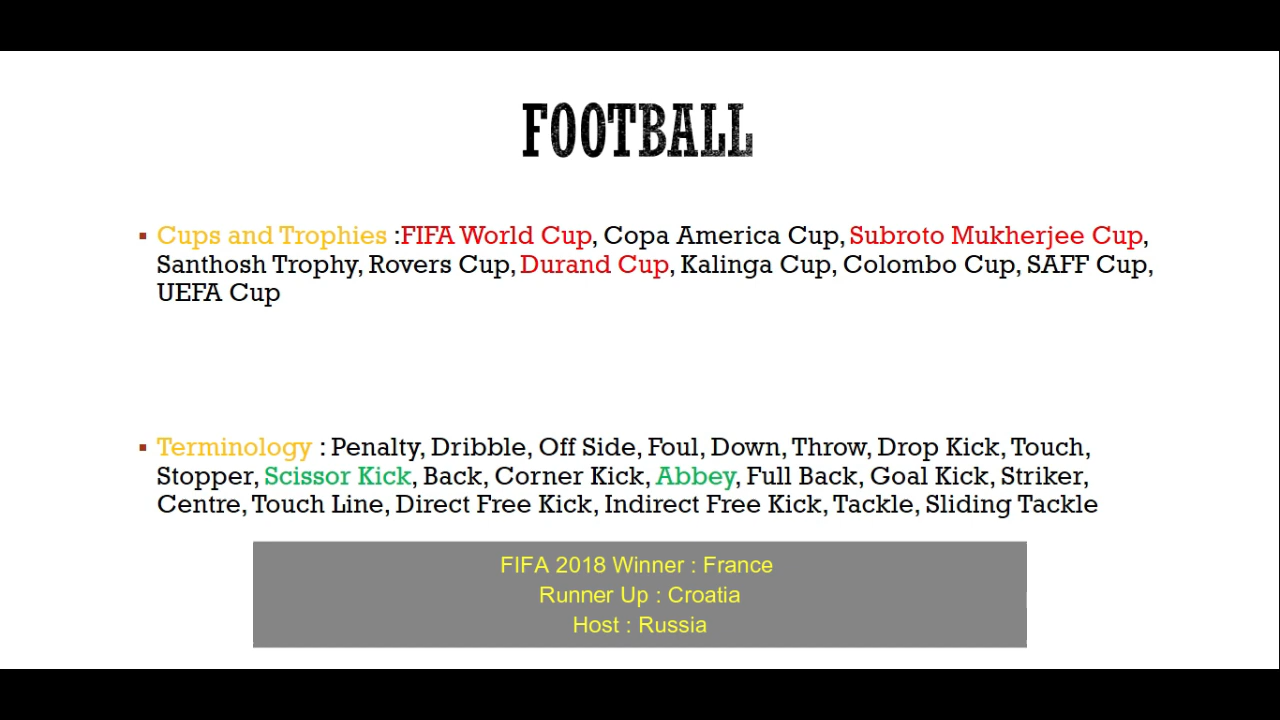 FOOTBALL
▪ Cups and Trophies :FIFA World Cup, Copa America Cup, Subroto Mukherjee Cup,
Santhosh Trophy, Rovers Cup, Durand Cup, Kalinga Cup, Colombo Cup, SAFF Cup,
UEFA Cup
▪ Terminology : Penalty, Dribble, Off Side, Foul, Down, Throw, Drop Kick, Touch,
Stopper, Scissor Kick, Back, Corner Kick, Abbey, Full Back, Goal Kick, Striker,
Centre, Touch Line, Direct Free Kick, Indirect Free Kick, Tackle, Sliding Tackle
FIFA 2018 Winner : France
Runner Up : Croatia
Host : Russia